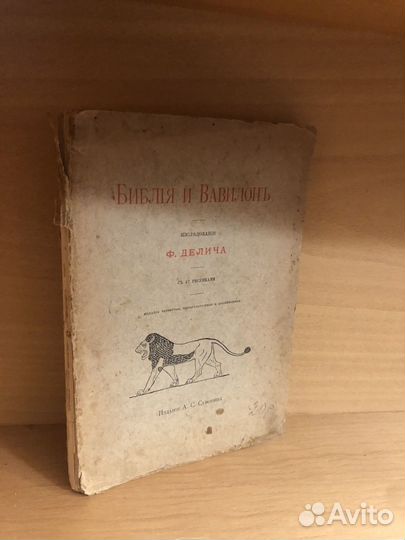 Библія и Вавилонъ
изслѣдованіе
Ф. ДЕЛИЧА
съ 47 рисунками
Изданіе А. С. Суворина
Avito